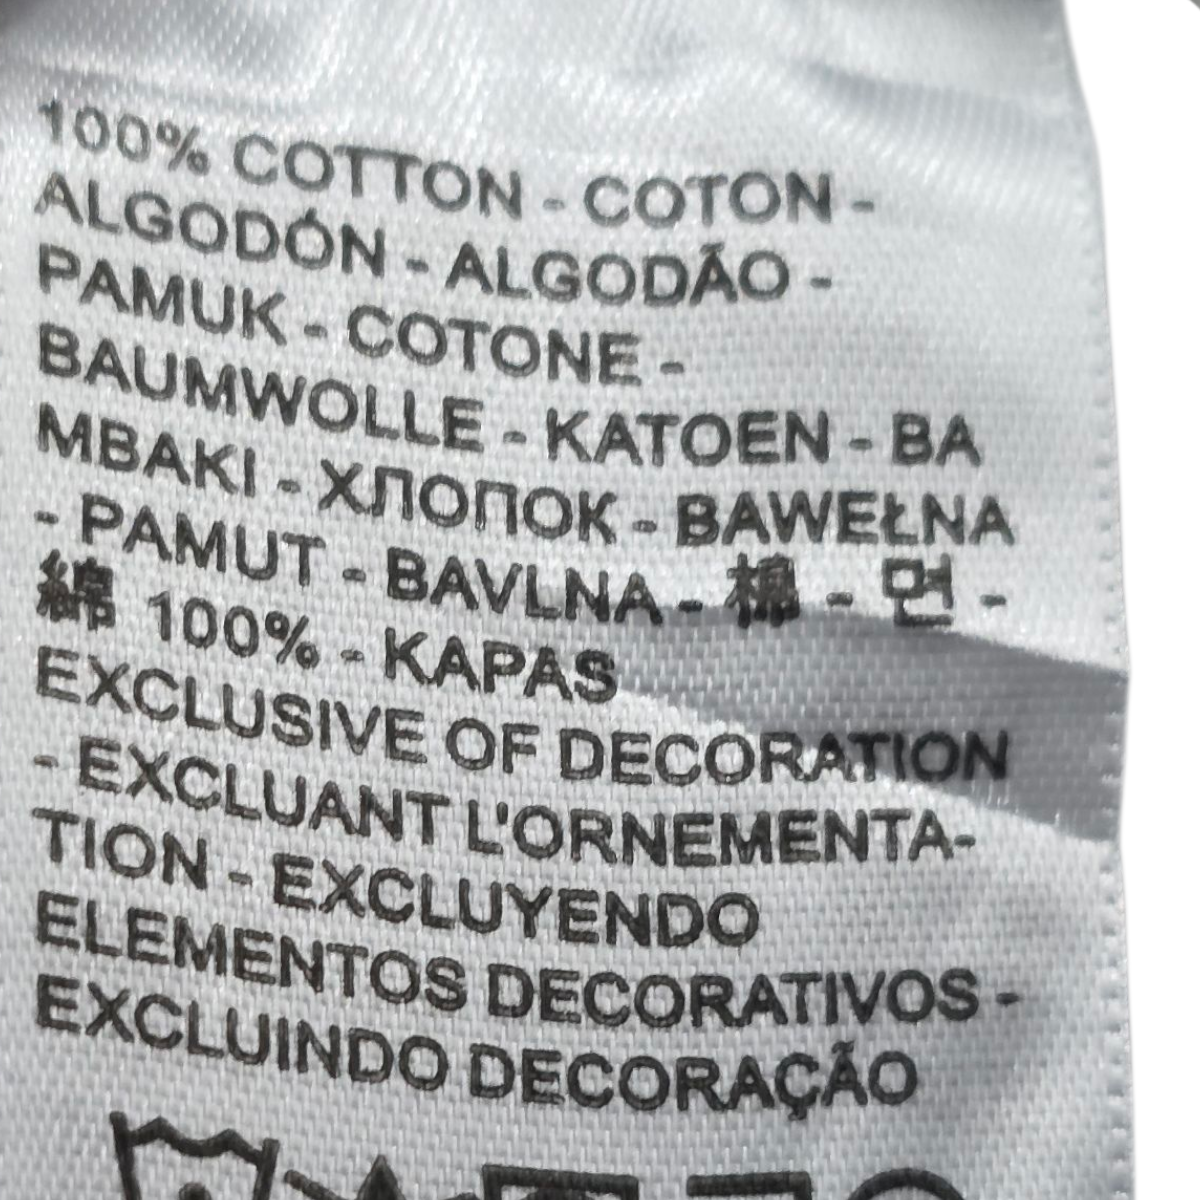 100% COTTON - COTON -
ALGODÓN - ALGODÃO -
PAMUK - COTONE -
BAUMWOLLE - KATOEN - BA
MBAKI - ХЛОПОК - BAWEŁNA
- PAMUT - BAVLNA - 棉 - 면 -
綿 100% - KAPAS
EXCLUSIVE OF DECORATION
- EXCLUANT L'ORNEMENTA-
TION - EXCLUYENDO
ELEMENTOS DECORATIVOS -
EXCLUINDO DECORAÇÃO